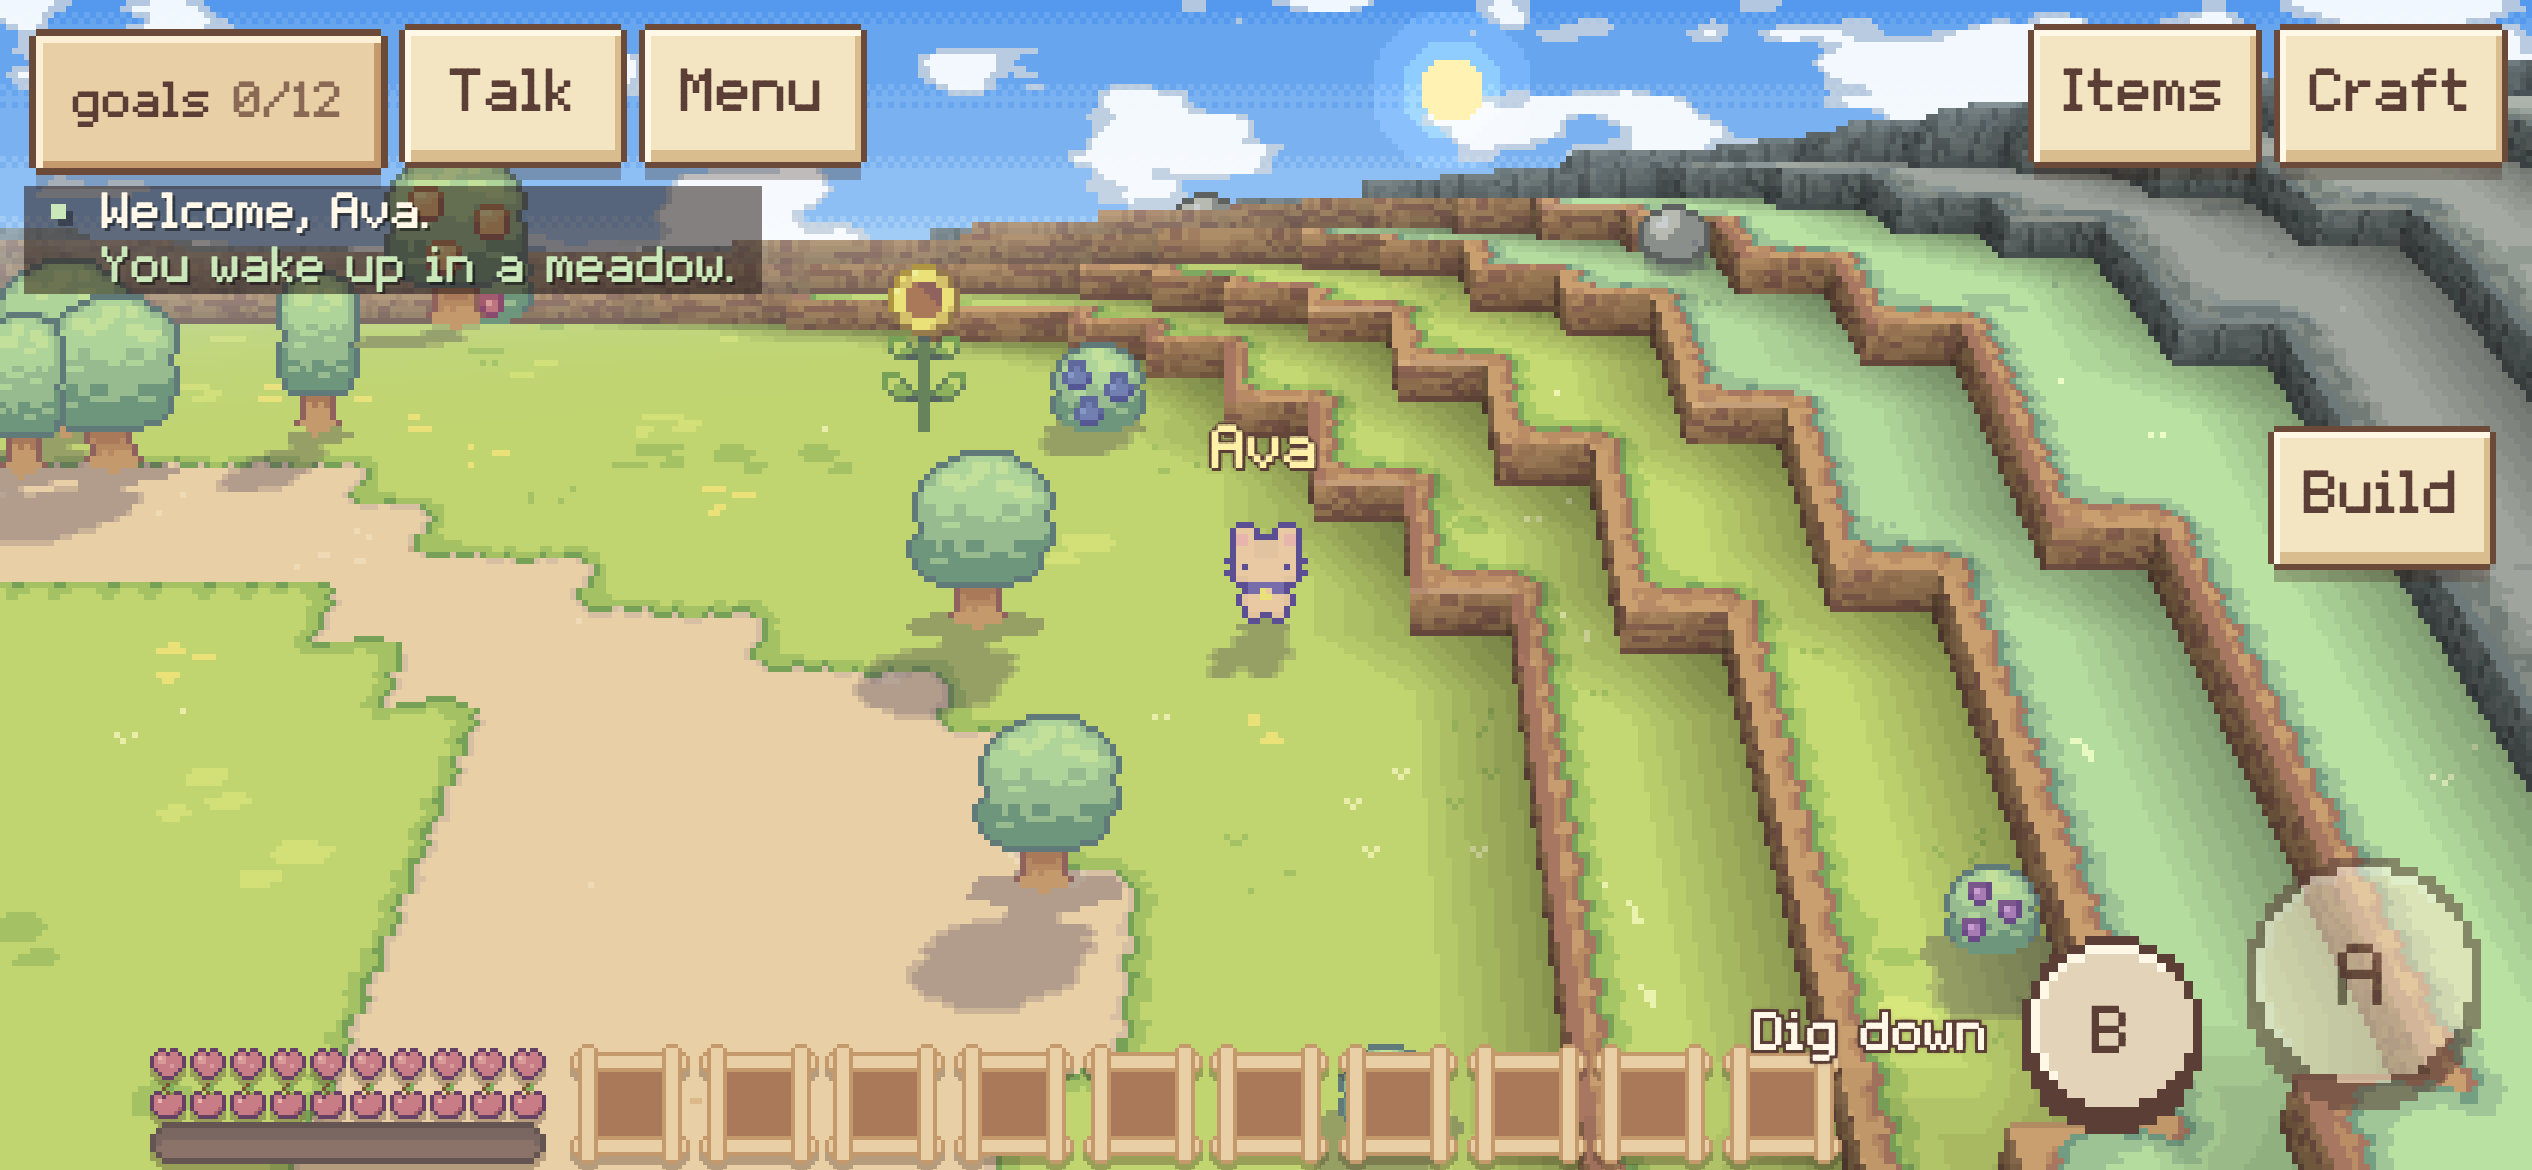 goals 0/12
Talk
Menu
Items
Craft
Welcome, Ava.
You wake up in a meadow.
Ava
Build
Dig down
B
A